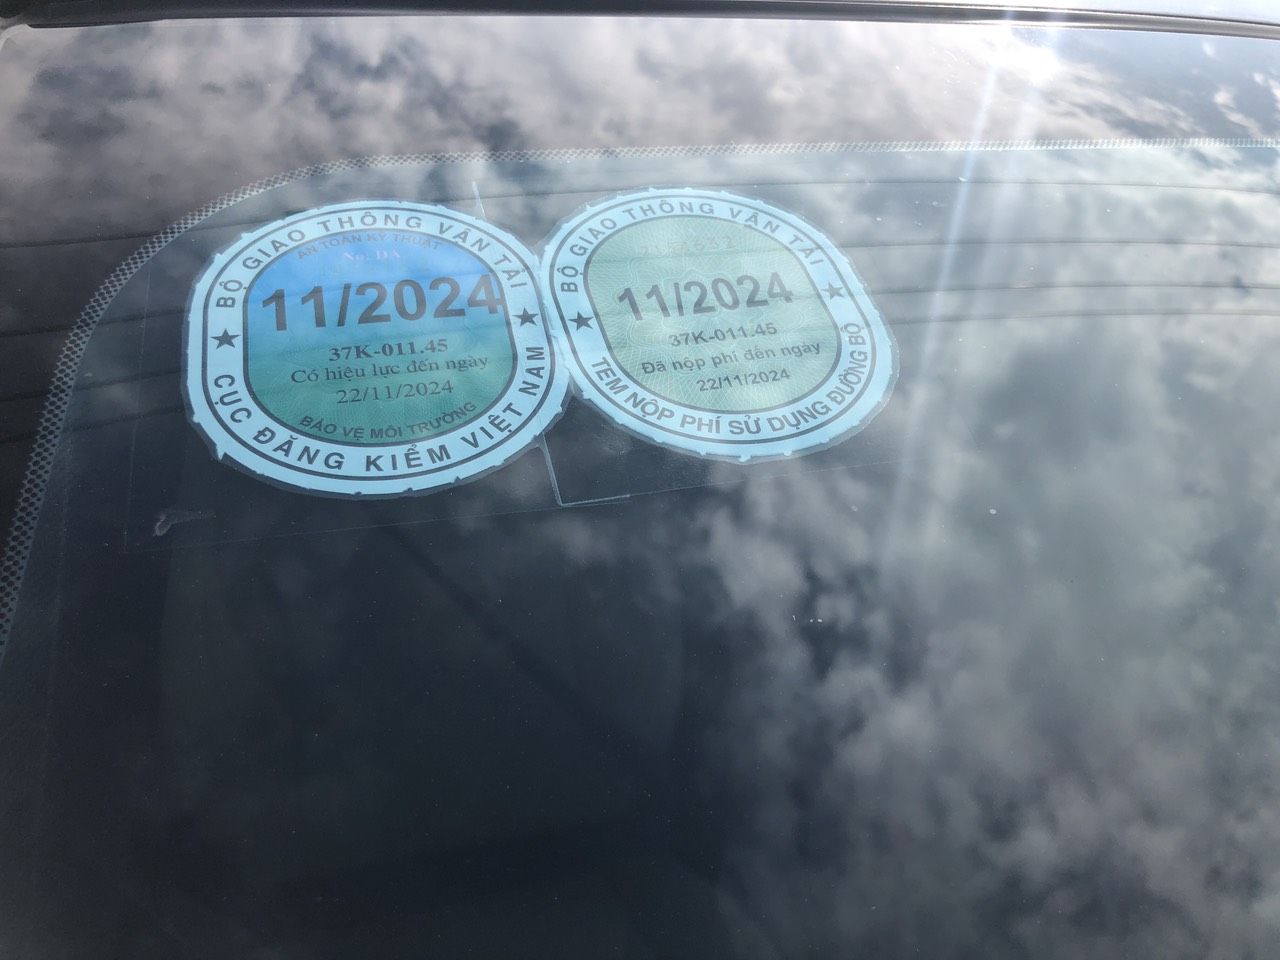 BỘ GIAO THÔNG VẬN TẢI
AN TOÀN KỸ THUẬT
No: DA
11/2024
37K-011.45
Có hiệu lực đến ngày
22/11/2024
BẢO VỆ MÔI TRƯỜNG
★ CỤC ĐĂNG KIỂM VIỆT NAM ★
BỘ GIAO THÔNG VẬN TẢI
11/2024
37K-011.45
Đã nộp phí đến ngày
22/11/2024
★ TEM NỘP PHÍ SỬ DỤNG ĐƯỜNG BỘ ★